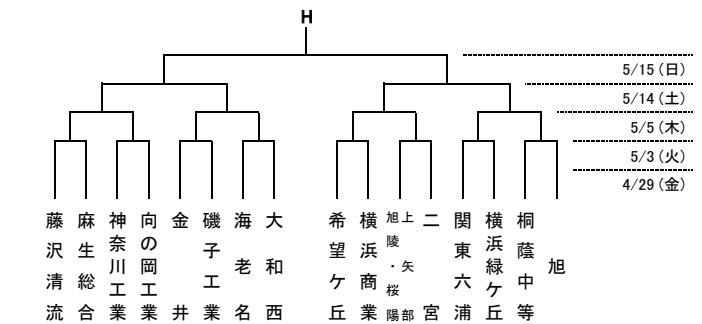 H
5/15(日)
5/14(土)
5/5(木)
5/3(火)
4/29(金)
藤沢清流
麻生総合
神奈川工業
向の岡工業
金井
磯子工業
海老名
大和西
希望ケ丘
横浜商業
旭陵・桜陽
上矢部
二宮
関東六浦
横浜緑ケ丘
桐蔭中等
旭